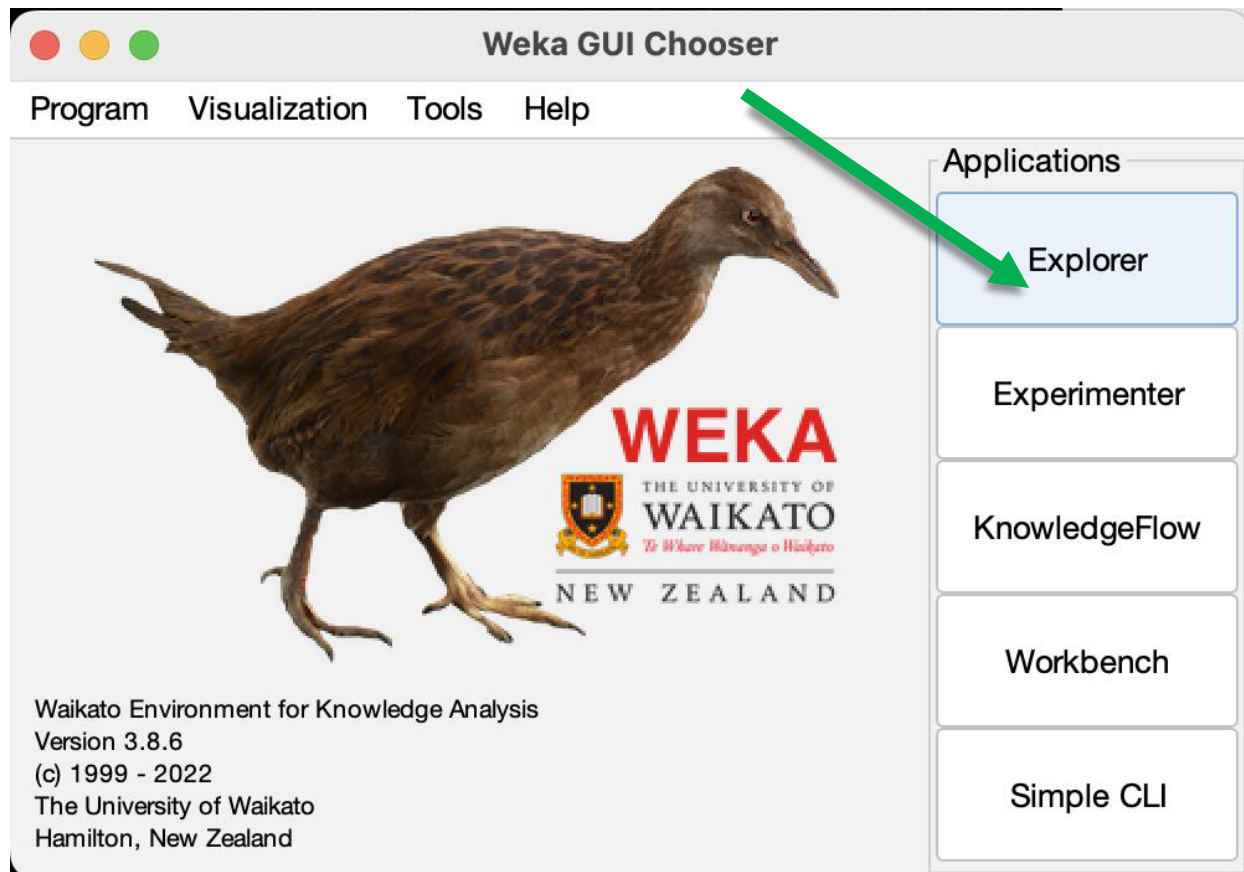 Weka GUI Chooser
Program Visualization Tools Help
Applications
Explorer
Experimenter
KnowledgeFlow
Workbench
Simple CLI
WEKA
THE UNIVERSITY OF
WAIKATO
Te Whare Wānanga o Waikato
NEW ZEALAND
Waikato Environment for Knowledge Analysis
Version 3.8.6
(c) 1999 - 2022
The University of Waikato
Hamilton, New Zealand